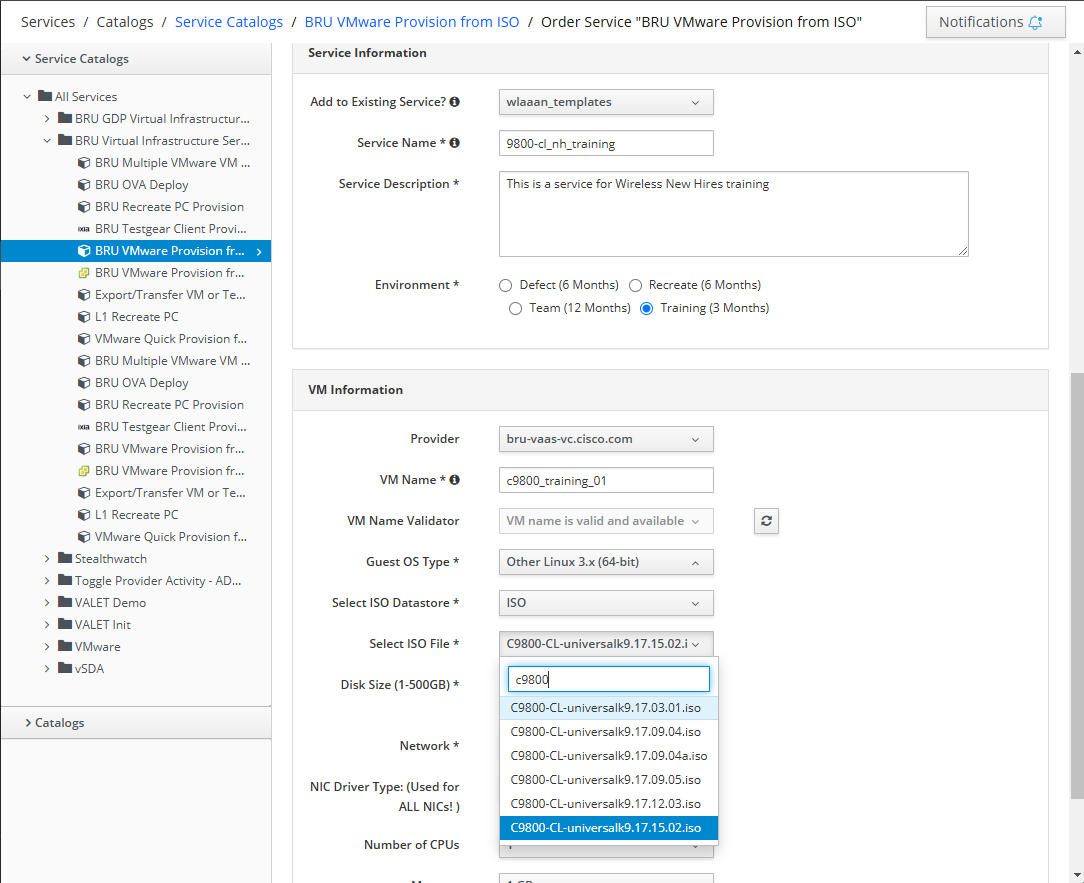 Services / Catalogs / Service Catalogs / BRU VMware Provision from ISO / Order Service "BRU VMware Provision from ISO"
Notifications
Service Catalogs
All Services
BRU GDP Virtual Infrastructur...
BRU Virtual Infrastructure Ser...
BRU Multiple VMware VM ...
BRU OVA Deploy
BRU Recreate PC Provision
ixia BRU Testgear Client Provi...
BRU VMware Provision fr...
BRU VMware Provision fr...
Export/Transfer VM or Te...
L1 Recreate PC
VMware Quick Provision f...
BRU Multiple VMware VM ...
BRU OVA Deploy
BRU Recreate PC Provision
ixia BRU Testgear Client Provi...
BRU VMware Provision fr...
BRU VMware Provision fr...
Export/Transfer VM or Te...
L1 Recreate PC
VMware Quick Provision f...
Stealthwatch
Toggle Provider Activity - AD...
VALET Demo
VALET Init
VMware
vSDA
Catalogs
Service Information
Add to Existing Service? wlaaan_templates
Service Name * 9800-cl_nh_training
Service Description * This is a service for Wireless New Hires training
Environment * Defect (6 Months) Recreate (6 Months)
Team (12 Months) Training (3 Months)
VM Information
Provider bru-vaas-vc.cisco.com
VM Name * c9800_training_01
VM Name Validator VM name is valid and available
Guest OS Type * Other Linux 3.x (64-bit)
Select ISO Datastore * ISO
Select ISO File * C9800-CL-universalk9.17.15.02.i
c9800
C9800-CL-universalk9.17.03.01.iso
C9800-CL-universalk9.17.09.04.iso
C9800-CL-universalk9.17.09.04a.iso
C9800-CL-universalk9.17.09.05.iso
C9800-CL-universalk9.17.12.03.iso
C9800-CL-universalk9.17.15.02.iso
Disk Size (1-500GB) *
Network *
NIC Driver Type: (Used for
ALL NICs! )
Number of CPUs